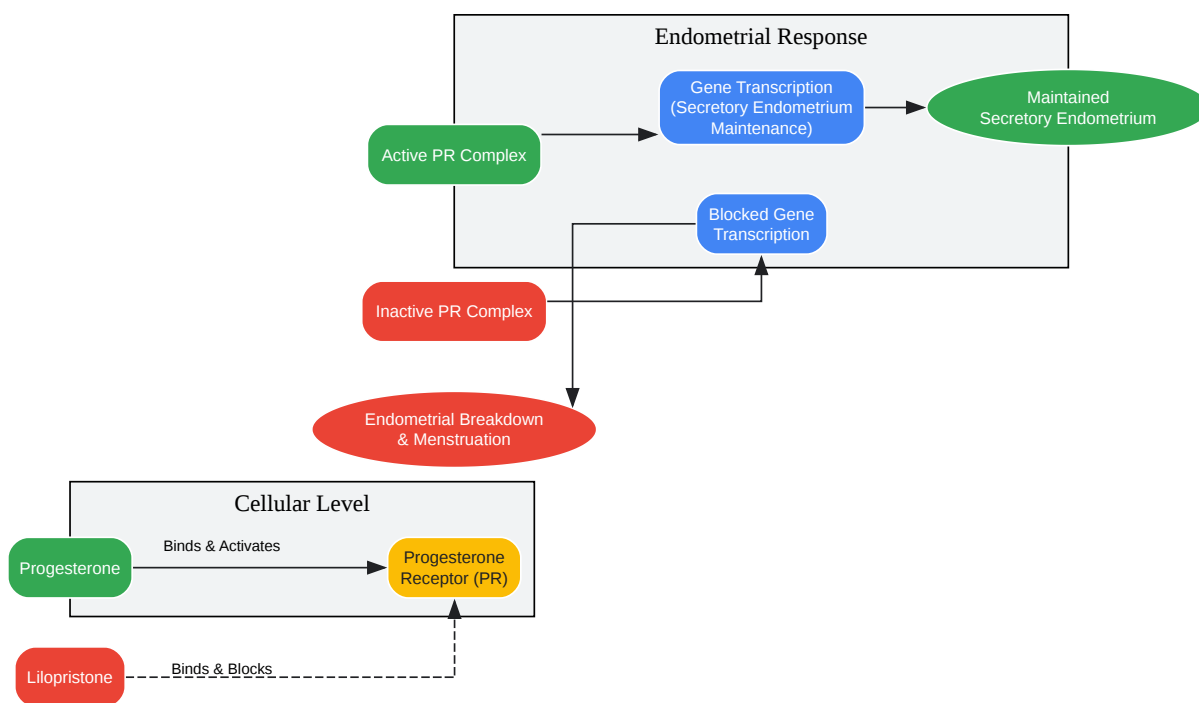 Endometrial Response
Gene Transcription
(Secretory Endometrium
Maintenance)
Maintained
Secretory Endometrium
Active PR Complex
Blocked Gene
Transcription
Inactive PR Complex
Endometrial Breakdown
& Menstruation
Cellular Level
Binds & Activates
Progesterone
Progesterone
Receptor (PR)
Binds & Blocks
Lilopristone